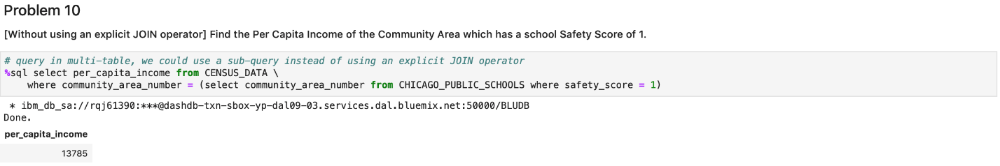 Problem 10
[Without using an explicit JOIN operator] Find the Per Capita Income of the Community Area which has a school Safety Score of 1.
# query in multi-table, we could use a sub-query instead of using an explicit JOIN operator
%sql select per_capita_income from CENSUS_DATA \
where community_area_number = (select community_area_number from CHICAGO_PUBLIC_SCHOOLS where safety_score = 1)
* ibm_db_sa://rqj61390:***@dashdb-txn-sbox-yp-dal09-03.services.dal.bluemix.net:50000/BLUDB
Done.
per_capita_income
13785